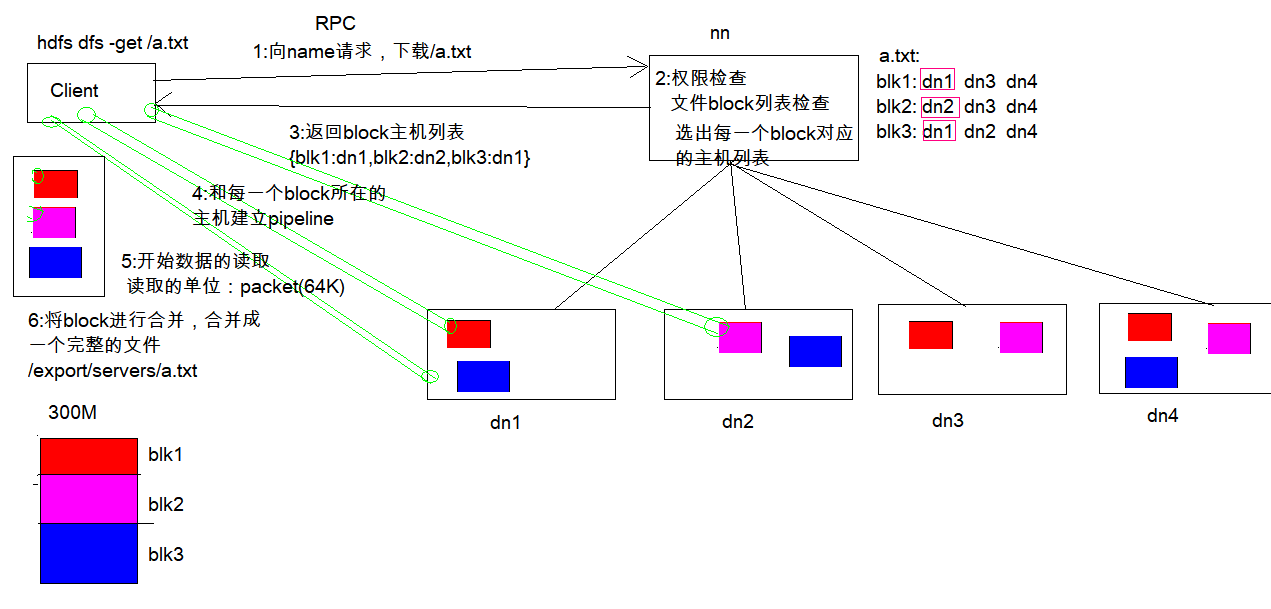 RPC
hdfs dfs -get /a.txt
1:向name请求，下载/a.txt
nn
Client
2:权限检查
文件block列表检查
选出每一个block对应
的主机列表
a.txt:
blk1: dn1 dn3 dn4
blk2: dn2 dn3 dn4
blk3: dn1 dn2 dn4
3:返回block主机列表
{blk1:dn1,blk2:dn2,blk3:dn1}
4:和每一个block所在的
主机建立pipeline
5:开始数据的读取
读取的单位：packet(64K)
6:将block进行合并，合并成
一个完整的文件
/export/servers/a.txt
dn1
dn2
dn3
dn4
300M
blk1
blk2
blk3